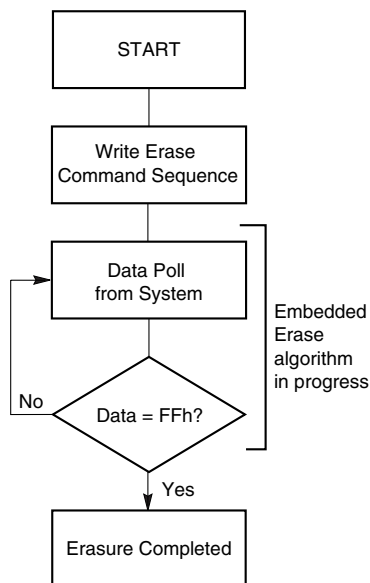 START
Write Erase
Command Sequence
Data Poll
from System
Embedded
Erase
algorithm
in progress
No
Data = FFh?
Yes
Erasure Completed